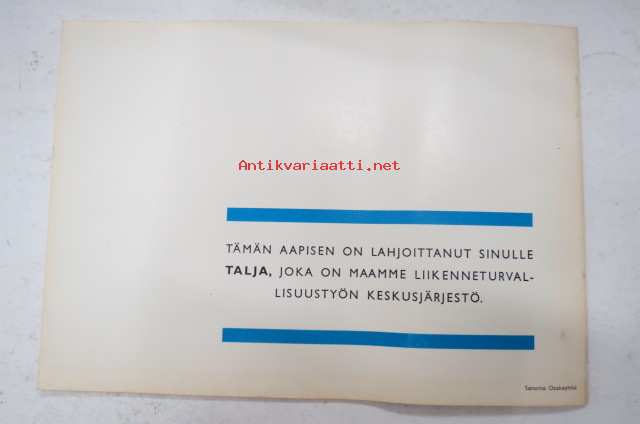 Antikvariaatti.net
TÄMÄN AAPISEN ON LAHJOITTANUT SINULLE
TALJA, JOKA ON MAAMME LIIKENNETURVAL-
LISUUSTYÖN KESKUSJÄRJESTÖ.
Sanoma Osakeyhtiö